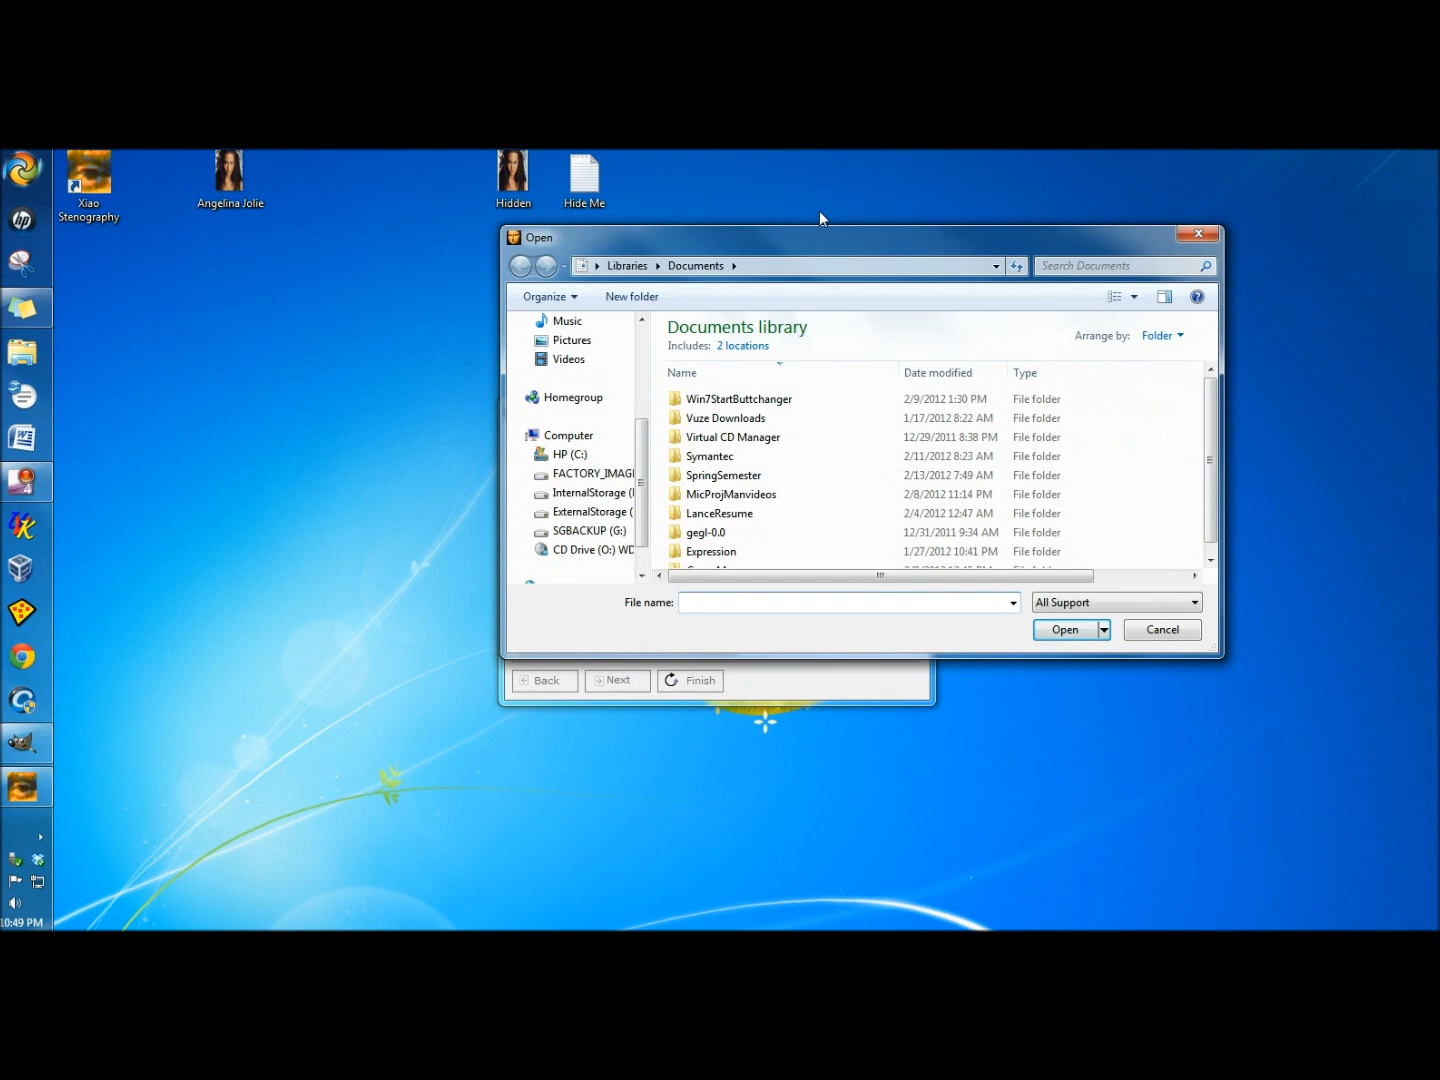 Xiao
Stenography
Angelina Jolie
Hidden
Hide Me
Open
Libraries
Documents
Search Documents
Organize
New folder
Music
Pictures
Videos
Homegroup
Computer
HP (C:)
FACTORY_IMAG
InternalStorage (
ExternalStorage (
SGBACKUP (G:)
CD Drive (O:) WD
Documents library
Includes: 2 locations
Arrange by: Folder
Name Date modified Type
Win7StartButtchanger 2/9/2012 1:30 PM File folder
Vuze Downloads 1/17/2012 8:22 AM File folder
Virtual CD Manager 12/29/2011 8:38 PM File folder
Symantec 2/11/2012 8:23 AM File folder
SpringSemester 2/13/2012 7:49 AM File folder
MicProjManvideos 2/8/2012 11:14 PM File folder
LanceResume 2/4/2012 12:47 AM File folder
gegl-0.0 12/31/2011 9:34 AM File folder
Expression 1/27/2012 10:41 PM File folder
File name:
All Support
Open
Cancel
Back
Next
Finish
hp
4
10:49 PM